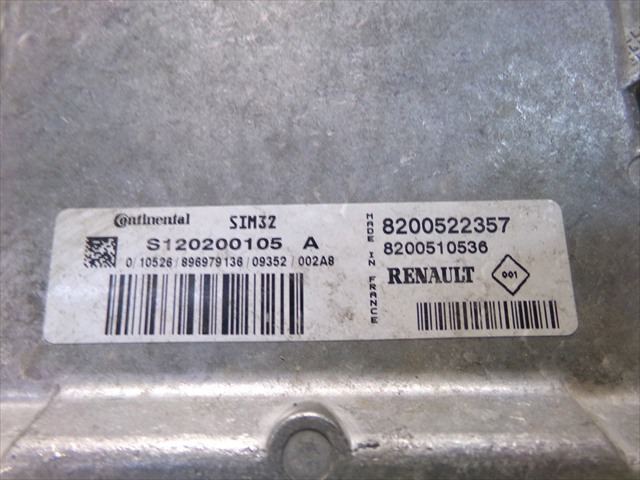 Continental SIM32
S120200105 A
0/10526/896979136/09352/002A8
MADE IN FRANCE
8200522357
8200510536
RENAULT
001